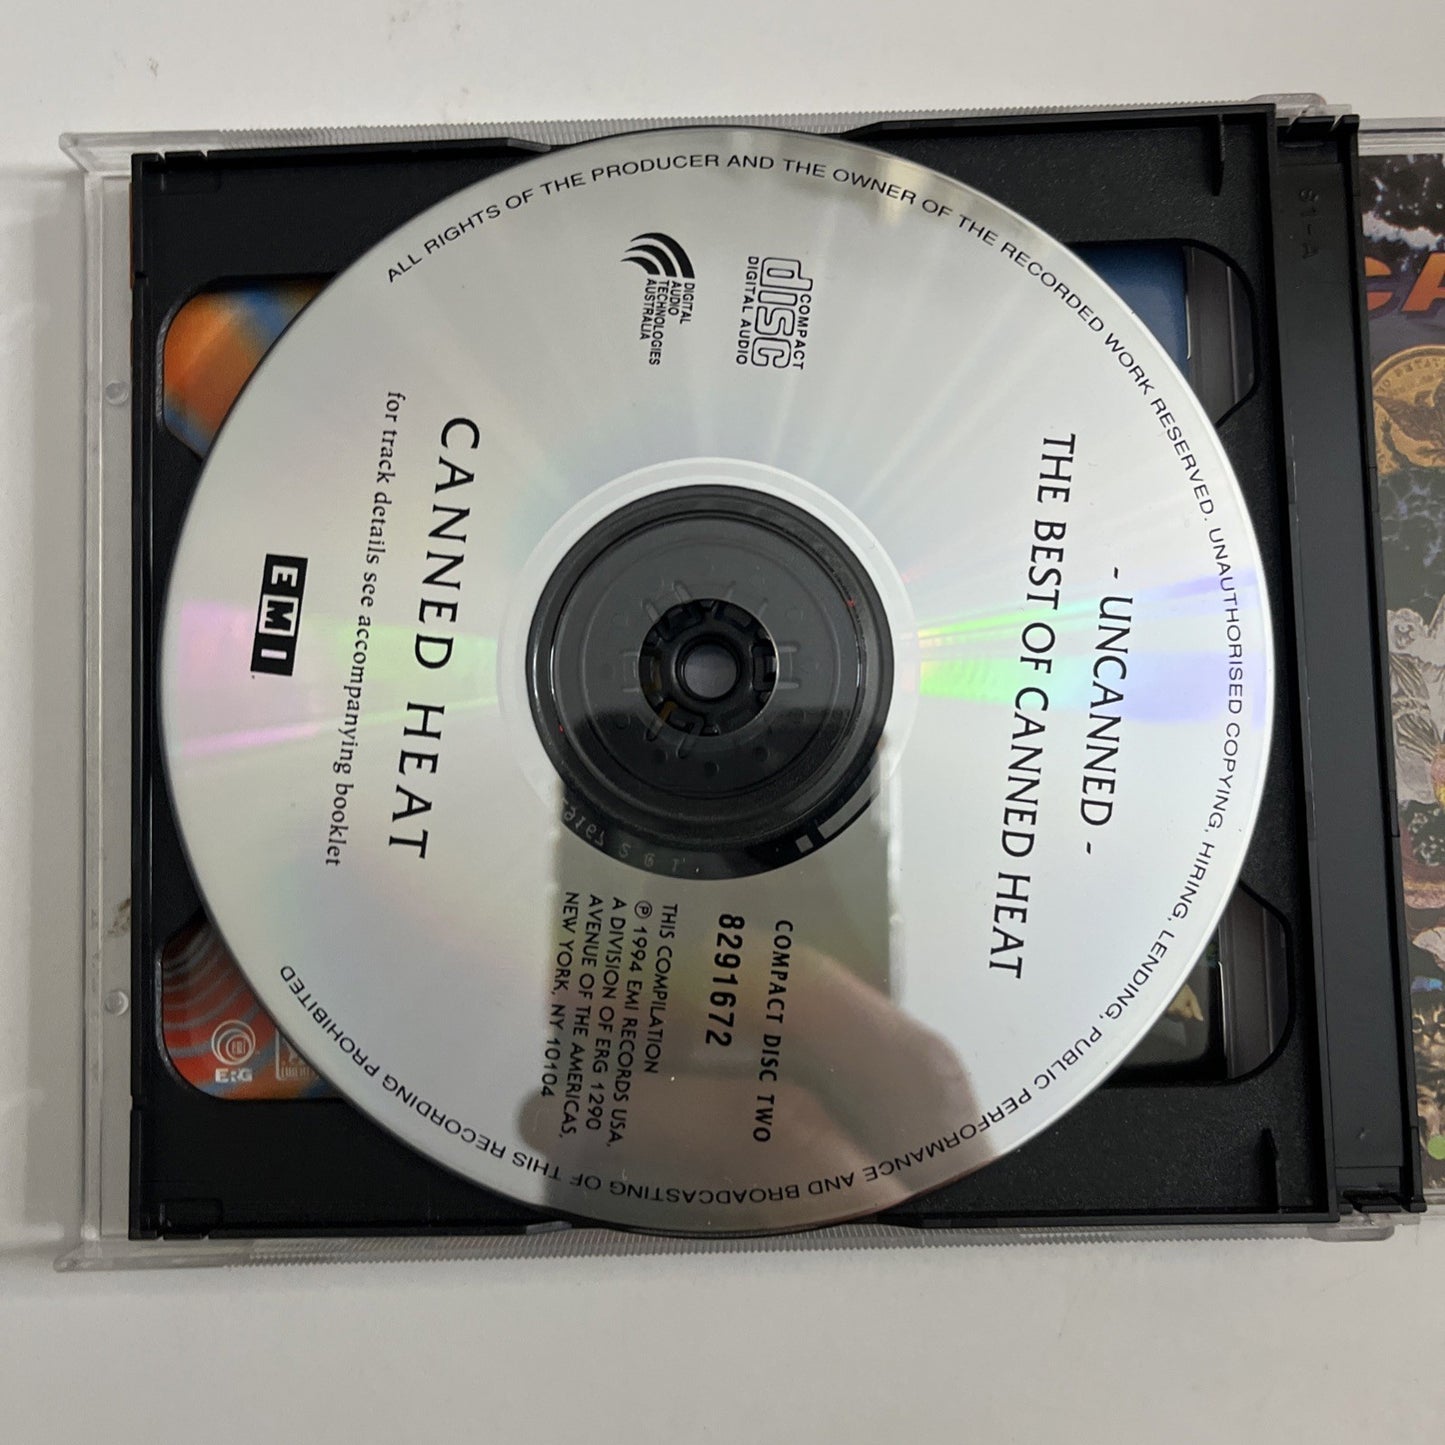 - UNCANNED -
THE BEST OF CANNED HEAT
COMPACT
disc
DIGITAL AUDIO
DIGITAL
AUDIO
TECHNOLOGIES
AUSTRALIA
COMPACT DISC TWO
8291672
THIS COMPILATION
℗ 1994 EMI RECORDS USA,
A DIVISION OF ERG 1290
AVENUE OF THE AMERICAS,
NEW YORK, NY 10104
CANNED HEAT
for track details see accompanying booklet
EMI
ALL RIGHTS OF THE PRODUCER AND THE OWNER OF THE RECORDED WORK RESERVED. UNAUTHORISED COPYING, HIRING, LENDING, PUBLIC PERFORMANCE AND BROADCASTING OF THIS RECORDING PROHIBITED
ERG
S1-A
CA